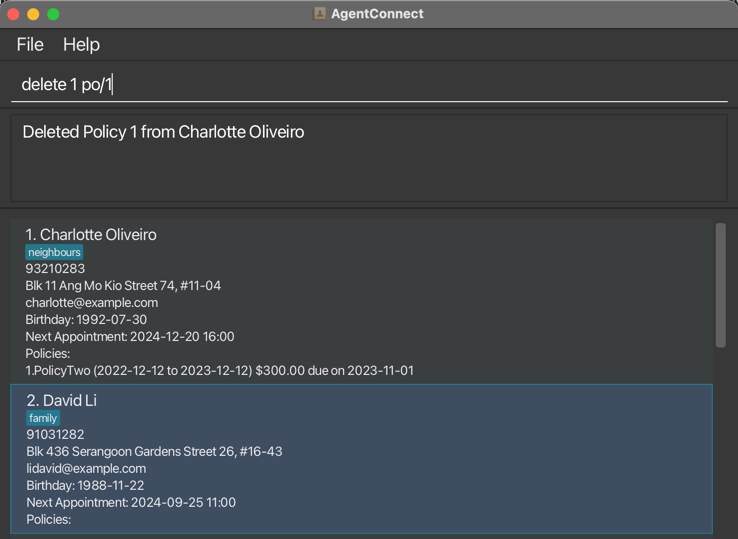 AgentConnect
File Help
delete 1 po/1
Deleted Policy 1 from Charlotte Oliveiro
1. Charlotte Oliveiro
neighbours
93210283
Blk 11 Ang Mo Kio Street 74, #11-04
charlotte@example.com
Birthday: 1992-07-30
Next Appointment: 2024-12-20 16:00
Policies:
1.PolicyTwo (2022-12-12 to 2023-12-12) $300.00 due on 2023-11-01
2. David Li
family
91031282
Blk 436 Serangoon Gardens Street 26, #16-43
lidavid@example.com
Birthday: 1988-11-22
Next Appointment: 2024-09-25 11:00
Policies: